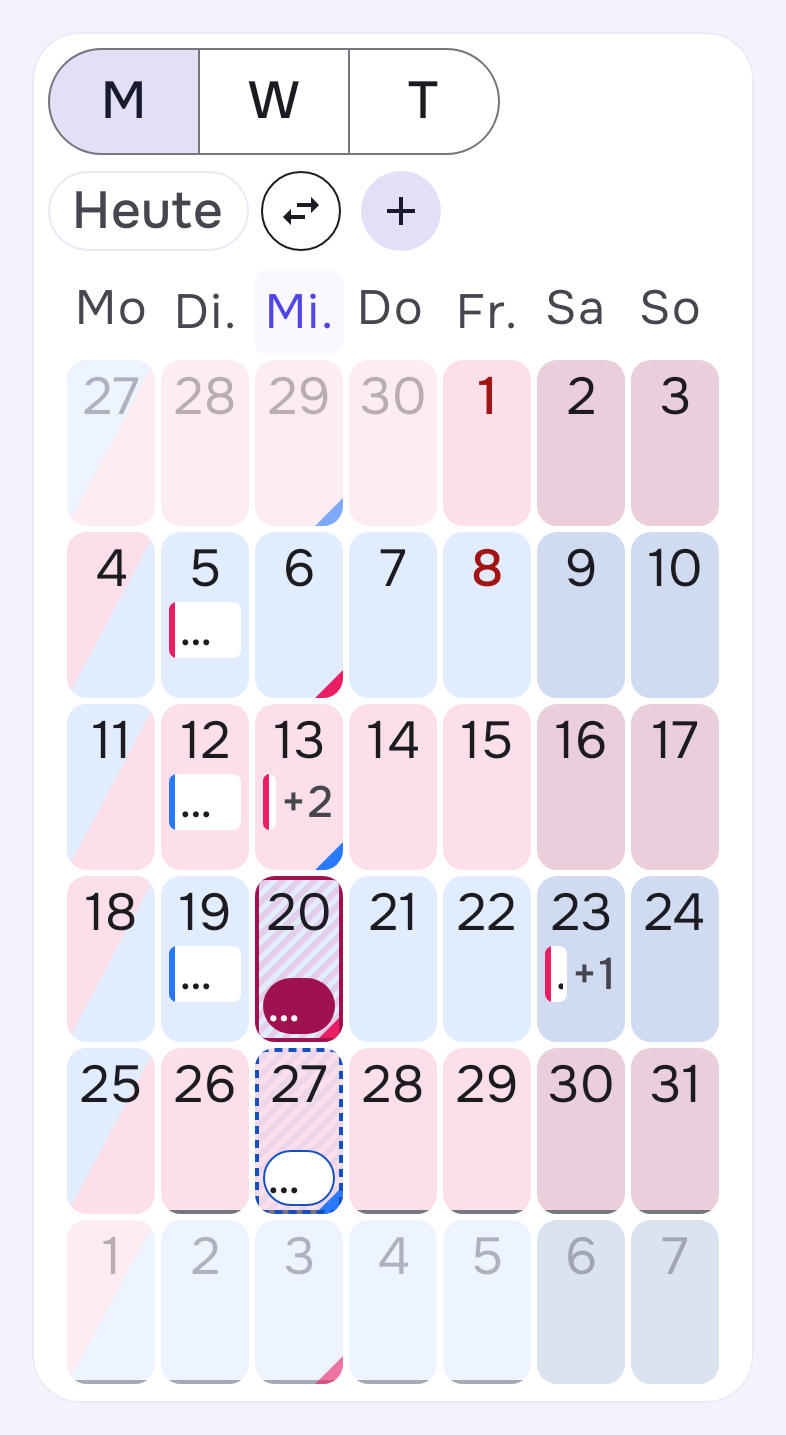 M W T
Heute +
Mo Di. Mi. Do Fr. Sa So
27 28 29 30 1 2 3
4 5 6 7 8 9 10
...
11 12 13 14 15 16 17
... +2
18 19 20 21 22 23 24
... . +1
...
25 26 27 28 29 30 31
...
1 2 3 4 5 6 7